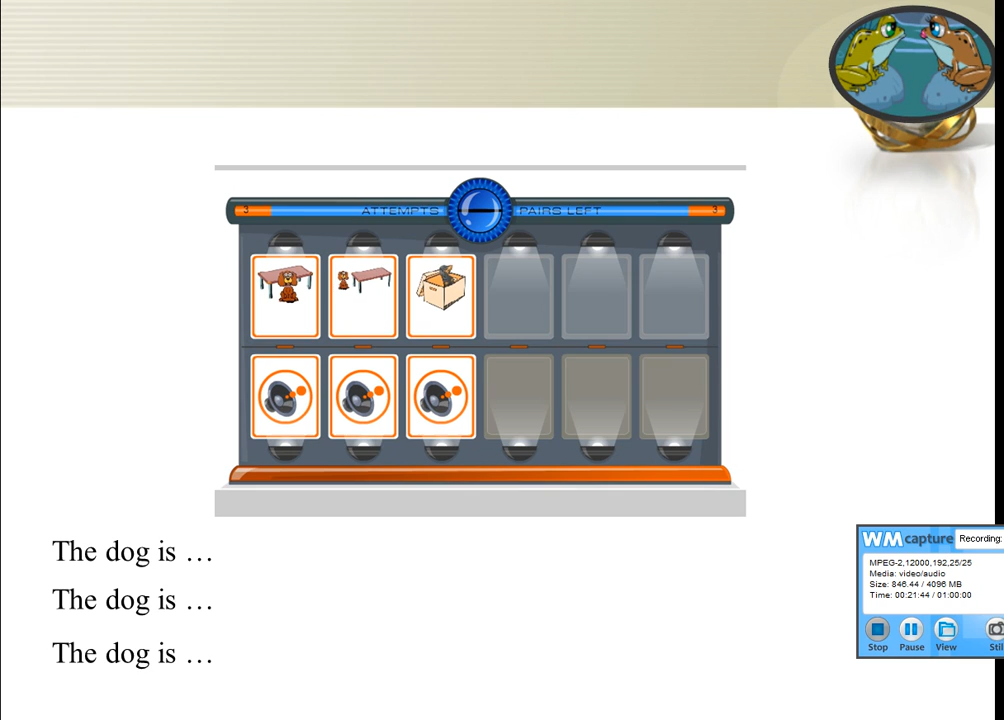 3 ATTEMPTS PAIRS LEFT 3
WM capture Recording:
MPEG-2,12000,192,25/25
Media: video/audio
Size: 846.44 / 4096 MB
Time: 00:21:44 / 01:00:00
Stop Pause View Still
The dog is …
The dog is …
The dog is …